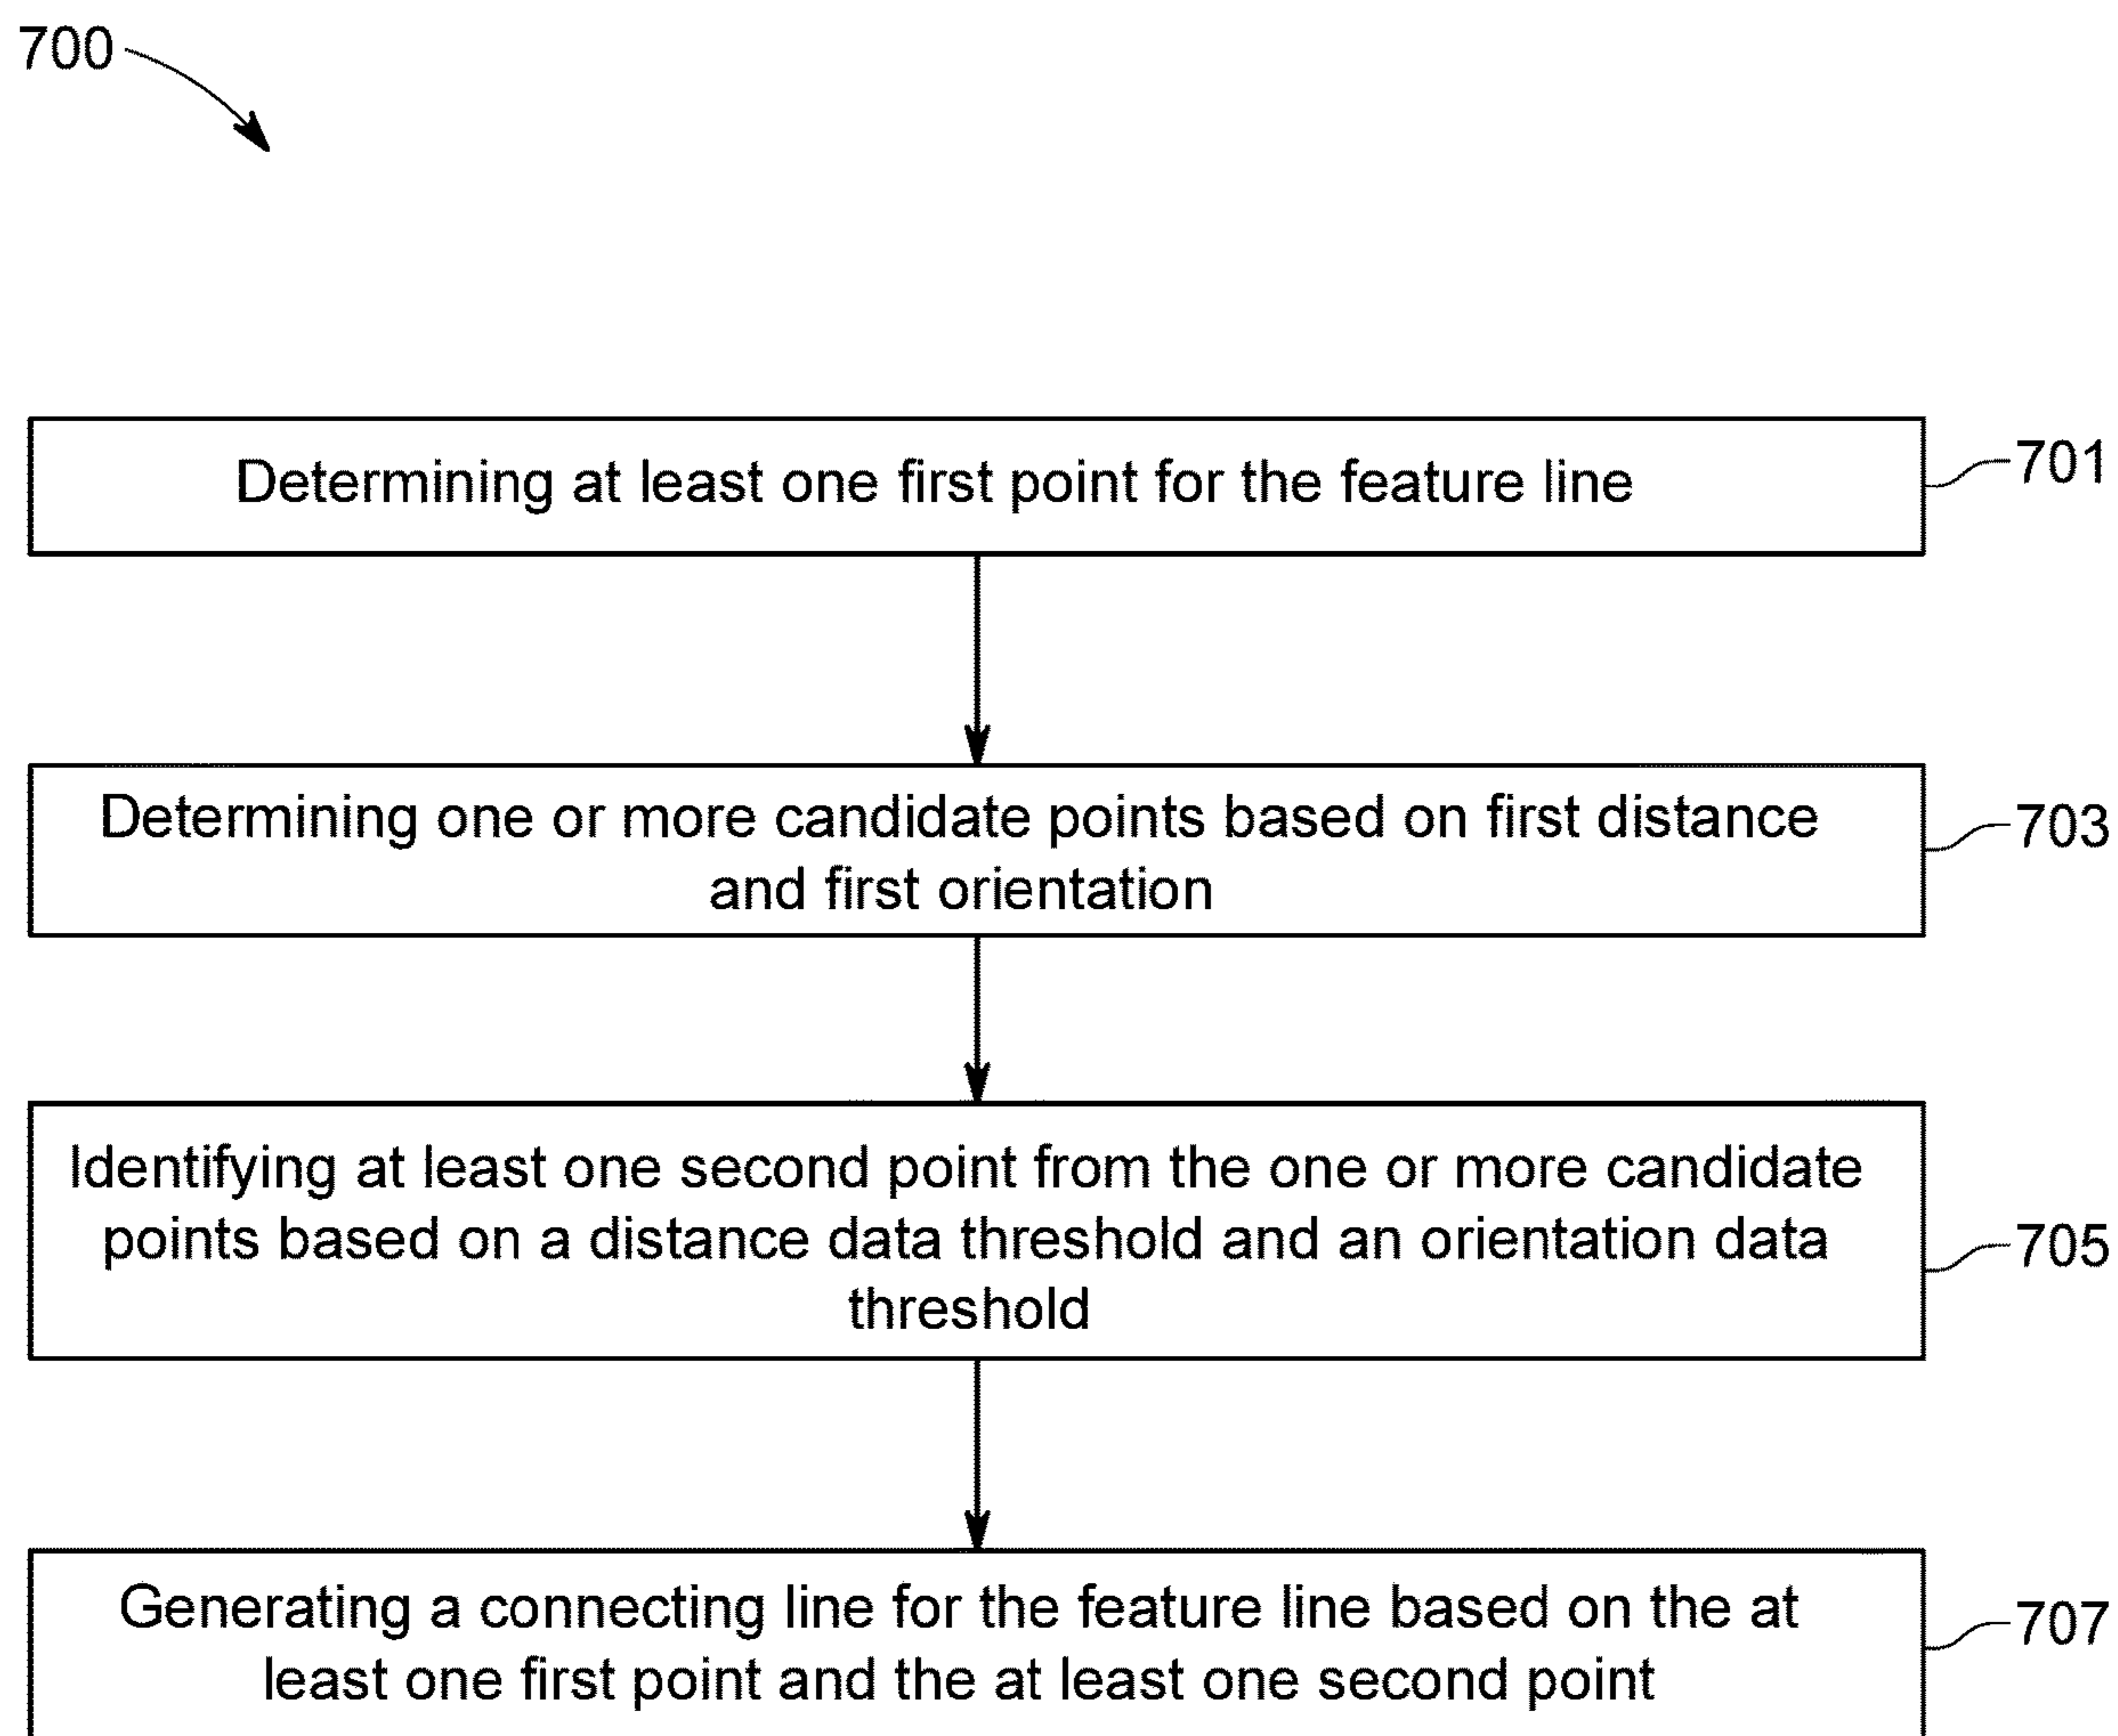 700
Determining at least one first point for the feature line
701
Determining one or more candidate points based on first distance
and first orientation
703
Identifying at least one second point from the one or more candidate
points based on a distance data threshold and an orientation data
threshold
705
Generating a connecting line for the feature line based on the at
least one first point and the at least one second point
707